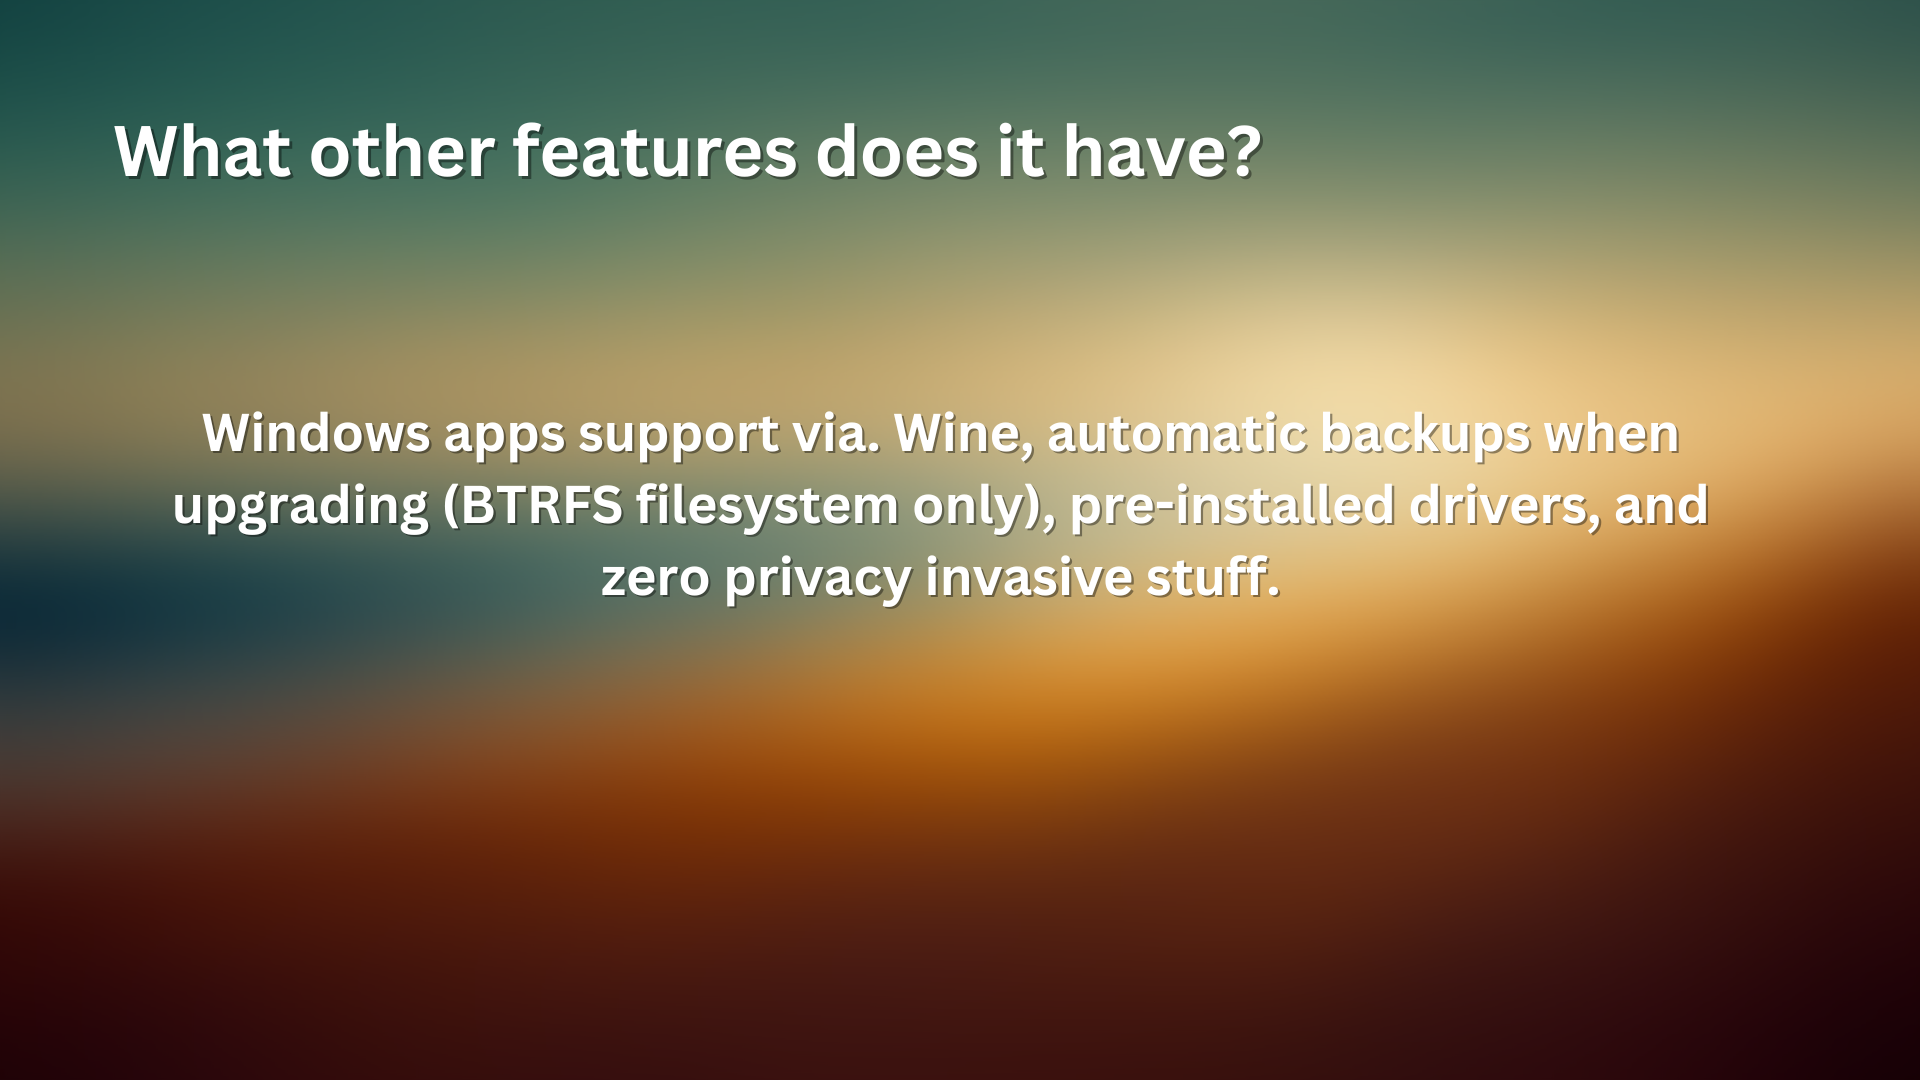 What other features does it have?
Windows apps support via. Wine, automatic backups when
upgrading (BTRFS filesystem only), pre-installed drivers, and
zero privacy invasive stuff.